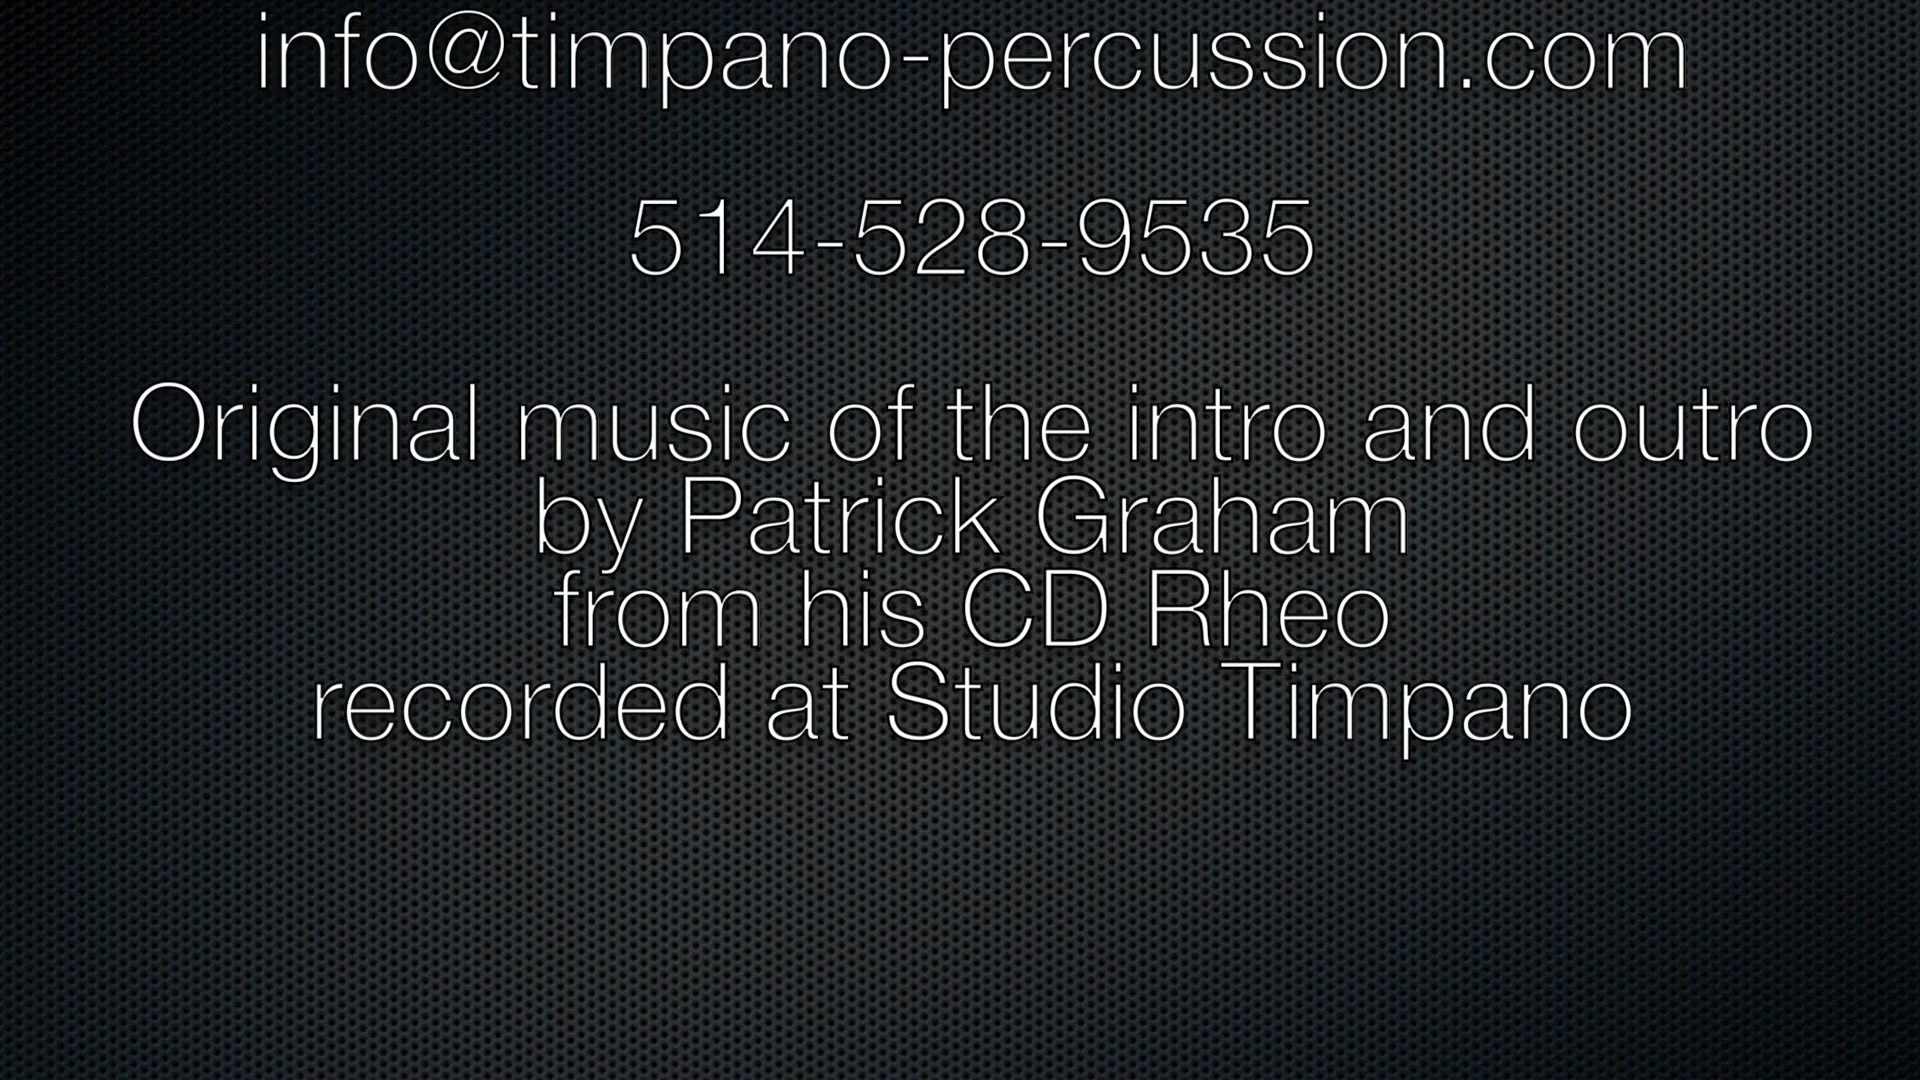 info@timpano-percussion.com
514-528-9535
Original music of the intro and outro
by Patrick Graham
from his CD Rheo
recorded at Studio Timpano